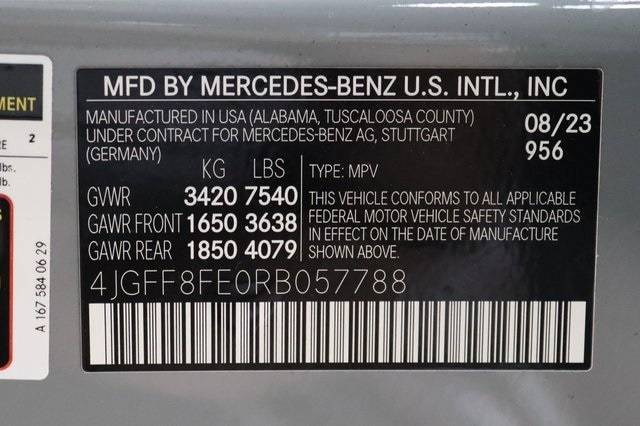 MFD BY MERCEDES-BENZ U.S. INTL., INC
MANUFACTURED IN USA (ALABAMA, TUSCALOOSA COUNTY)
UNDER CONTRACT FOR MERCEDES-BENZ AG, STUTTGART
(GERMANY)
08/23
956
KG LBS
GVWR 3420 7540
GAWR FRONT 1650 3638
GAWR REAR 1850 4079
TYPE: MPV
THIS VEHICLE CONFORMS TO ALL APPLICABLE
FEDERAL MOTOR VEHICLE SAFETY STANDARDS
IN EFFECT ON THE DATE OF MANUFACTURE
SHOWN ABOVE.
4JGFF8FE0RB057788
MENT
RE 2
lbs.
lb.
A 167 584 06 29